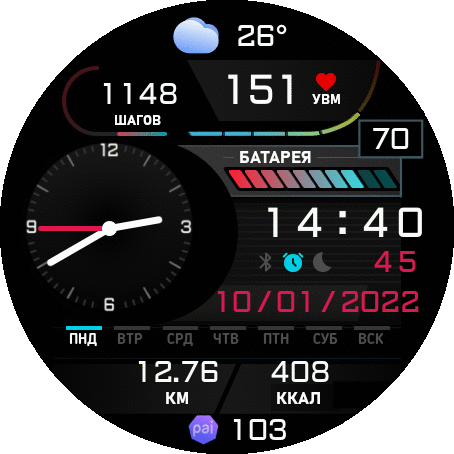 26°
1148
ШАГОВ
151
УВМ
70
БАТАРЕЯ
12
9
3
6
14:40
45
10/01/2022
ПНД ВТР СРД ЧТВ ПТН СУБ ВСК
12.76
КМ
408
ККАЛ
pai 103